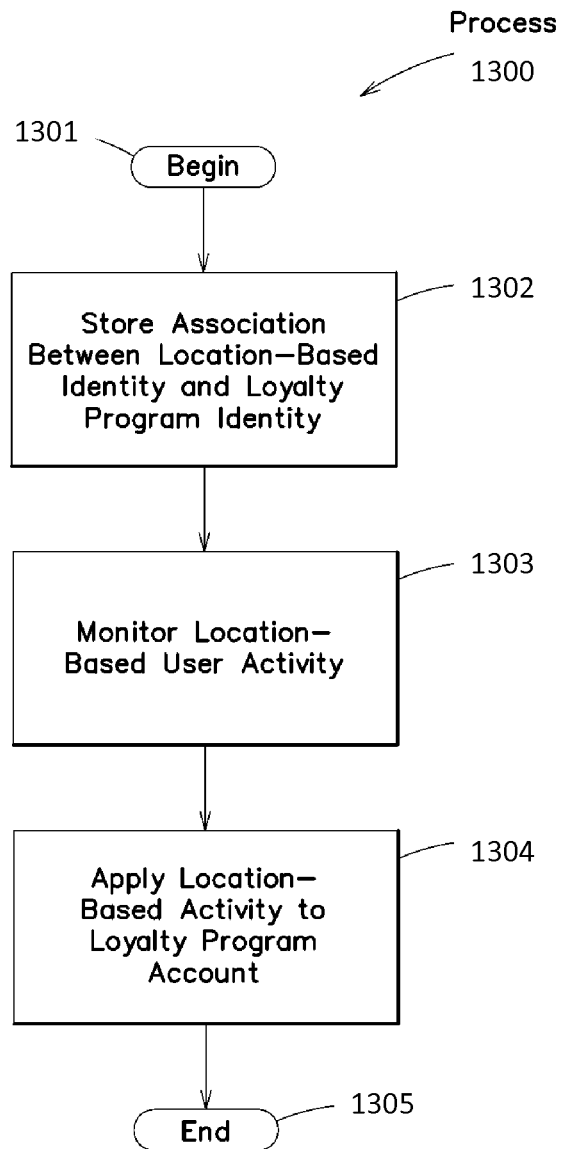 Process
1300
1301
Begin
1302
Store Association
Between Location-Based
Identity and Loyalty
Program Identity
1303
Monitor Location-
Based User Activity
1304
Apply Location-
Based Activity to
Loyalty Program
Account
1305
End